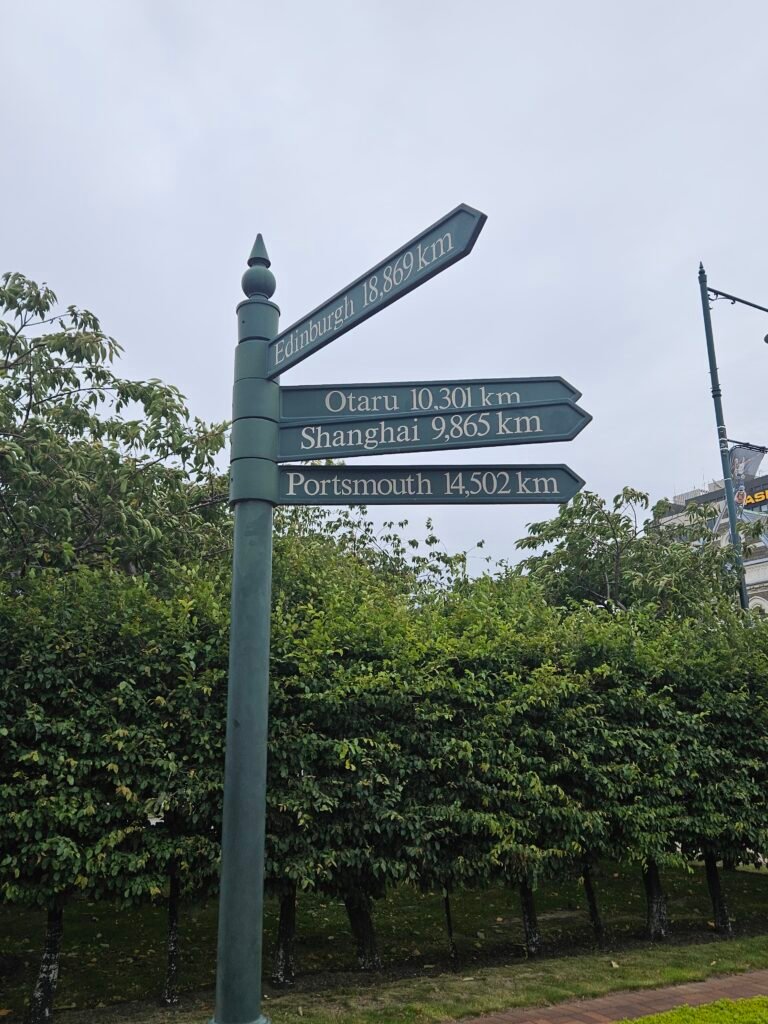 Edinburgh 18,869 km
Otaru 10,301 km
Shanghai 9,865 km
Portsmouth 14,502 km